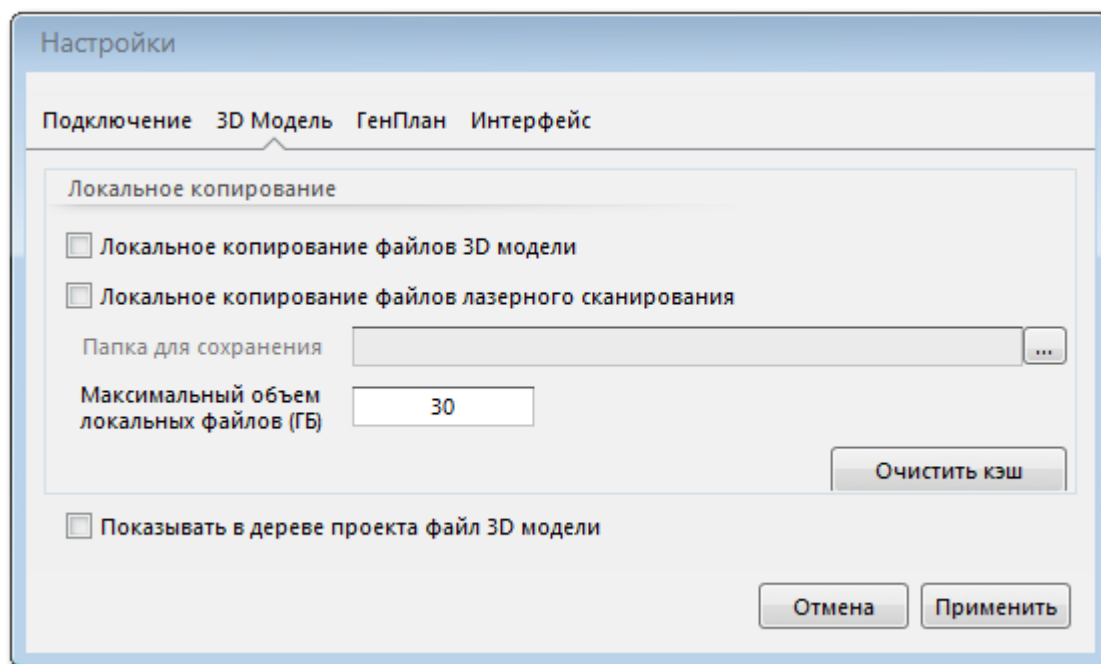 Настройки
Подключение 3D Модель ГенПлан Интерфейс
Локальное копирование
Локальное копирование файлов 3D модели
Локальное копирование файлов лазерного сканирования
Папка для сохранения ...
Максимальный объем
локальных файлов (ГБ) 30
Очистить кэш
Показывать в дереве проекта файл 3D модели
Отмена Применить